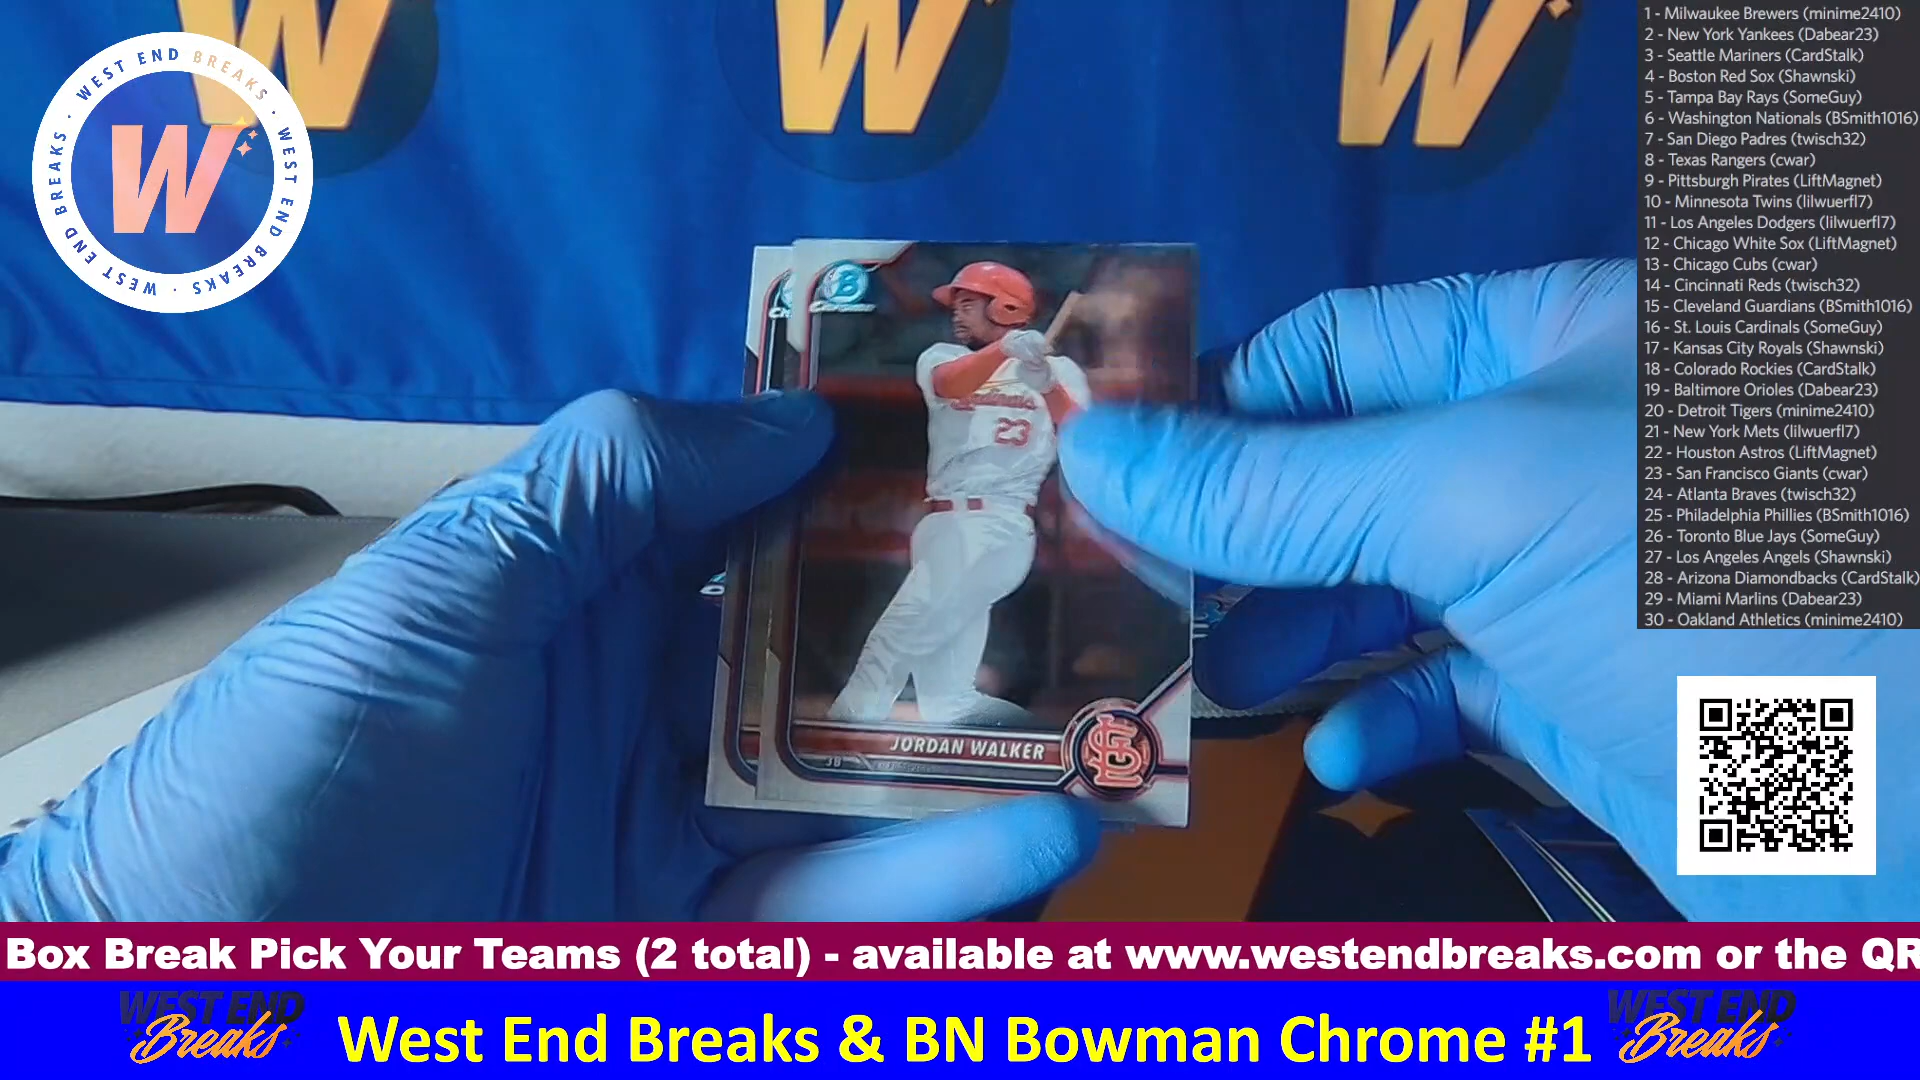 WEST END BREAKS · WEST END BREAKS · WEST END BREAKS ·
W
W
W
W
1 - Milwaukee Brewers (minime2410)
2 - New York Yankees (Dabear23)
3 - Seattle Mariners (CardStalk)
4 - Boston Red Sox (Shawnski)
5 - Tampa Bay Rays (SomeGuy)
6 - Washington Nationals (BSmith1016)
7 - San Diego Padres (twisch32)
8 - Texas Rangers (cwar)
9 - Pittsburgh Pirates (LiftMagnet)
10 - Minnesota Twins (lilwuerfl7)
11 - Los Angeles Dodgers (lilwuerfl7)
12 - Chicago White Sox (LiftMagnet)
13 - Chicago Cubs (cwar)
14 - Cincinnati Reds (twisch32)
15 - Cleveland Guardians (BSmith1016)
16 - St. Louis Cardinals (SomeGuy)
17 - Kansas City Royals (Shawnski)
18 - Colorado Rockies (CardStalk)
19 - Baltimore Orioles (Dabear23)
20 - Detroit Tigers (minime2410)
21 - New York Mets (lilwuerfl7)
22 - Houston Astros (LiftMagnet)
23 - San Francisco Giants (cwar)
24 - Atlanta Braves (twisch32)
25 - Philadelphia Phillies (BSmith1016)
26 - Toronto Blue Jays (SomeGuy)
27 - Los Angeles Angels (Shawnski)
28 - Arizona Diamondbacks (CardStalk)
29 - Miami Marlins (Dabear23)
30 - Oakland Athletics (minime2410)
B
Chrome
Cardinals
23
JORDAN WALKER
3B
Box Break Pick Your Teams (2 total) - available at www.westendbreaks.com or the QR
WEST END
Breaks
West End Breaks & BN Bowman Chrome #1
WEST END
Breaks